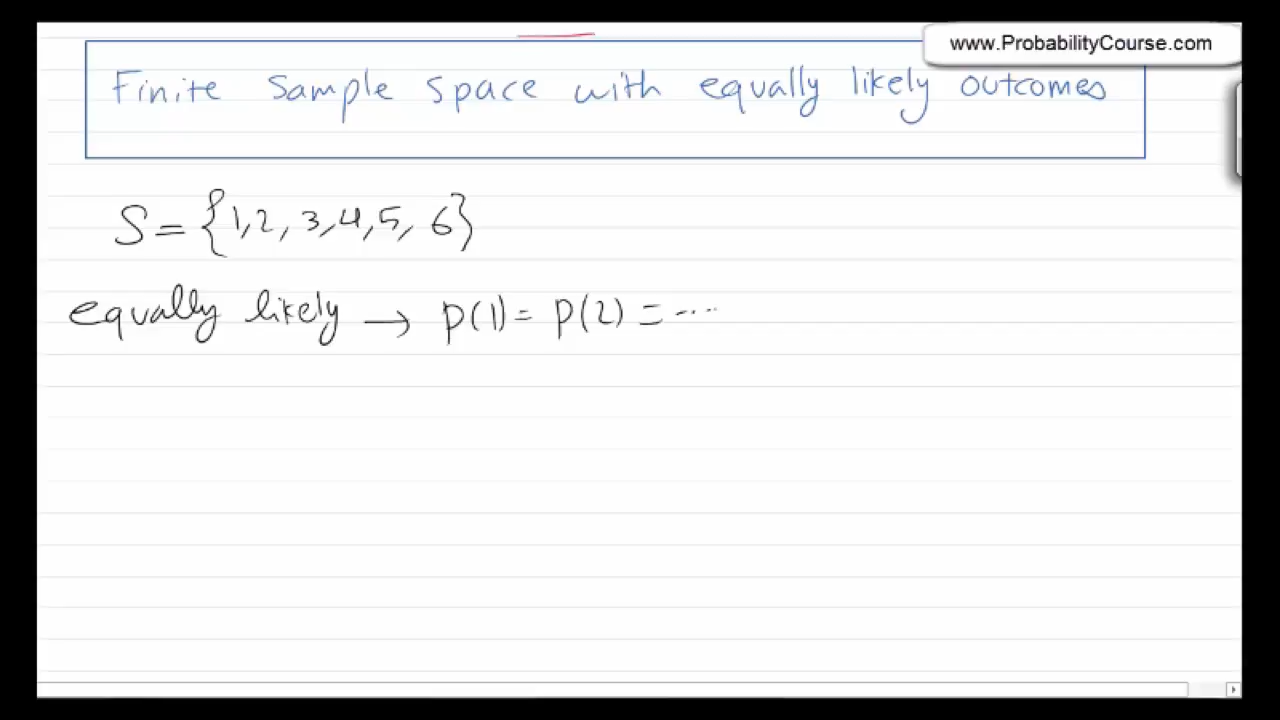 www.ProbabilityCourse.com
Finite Sample Space with equally likely outcomes
S = {1,2, 3,4,5, 6}
equally likely → P(1) = P(2) = ....